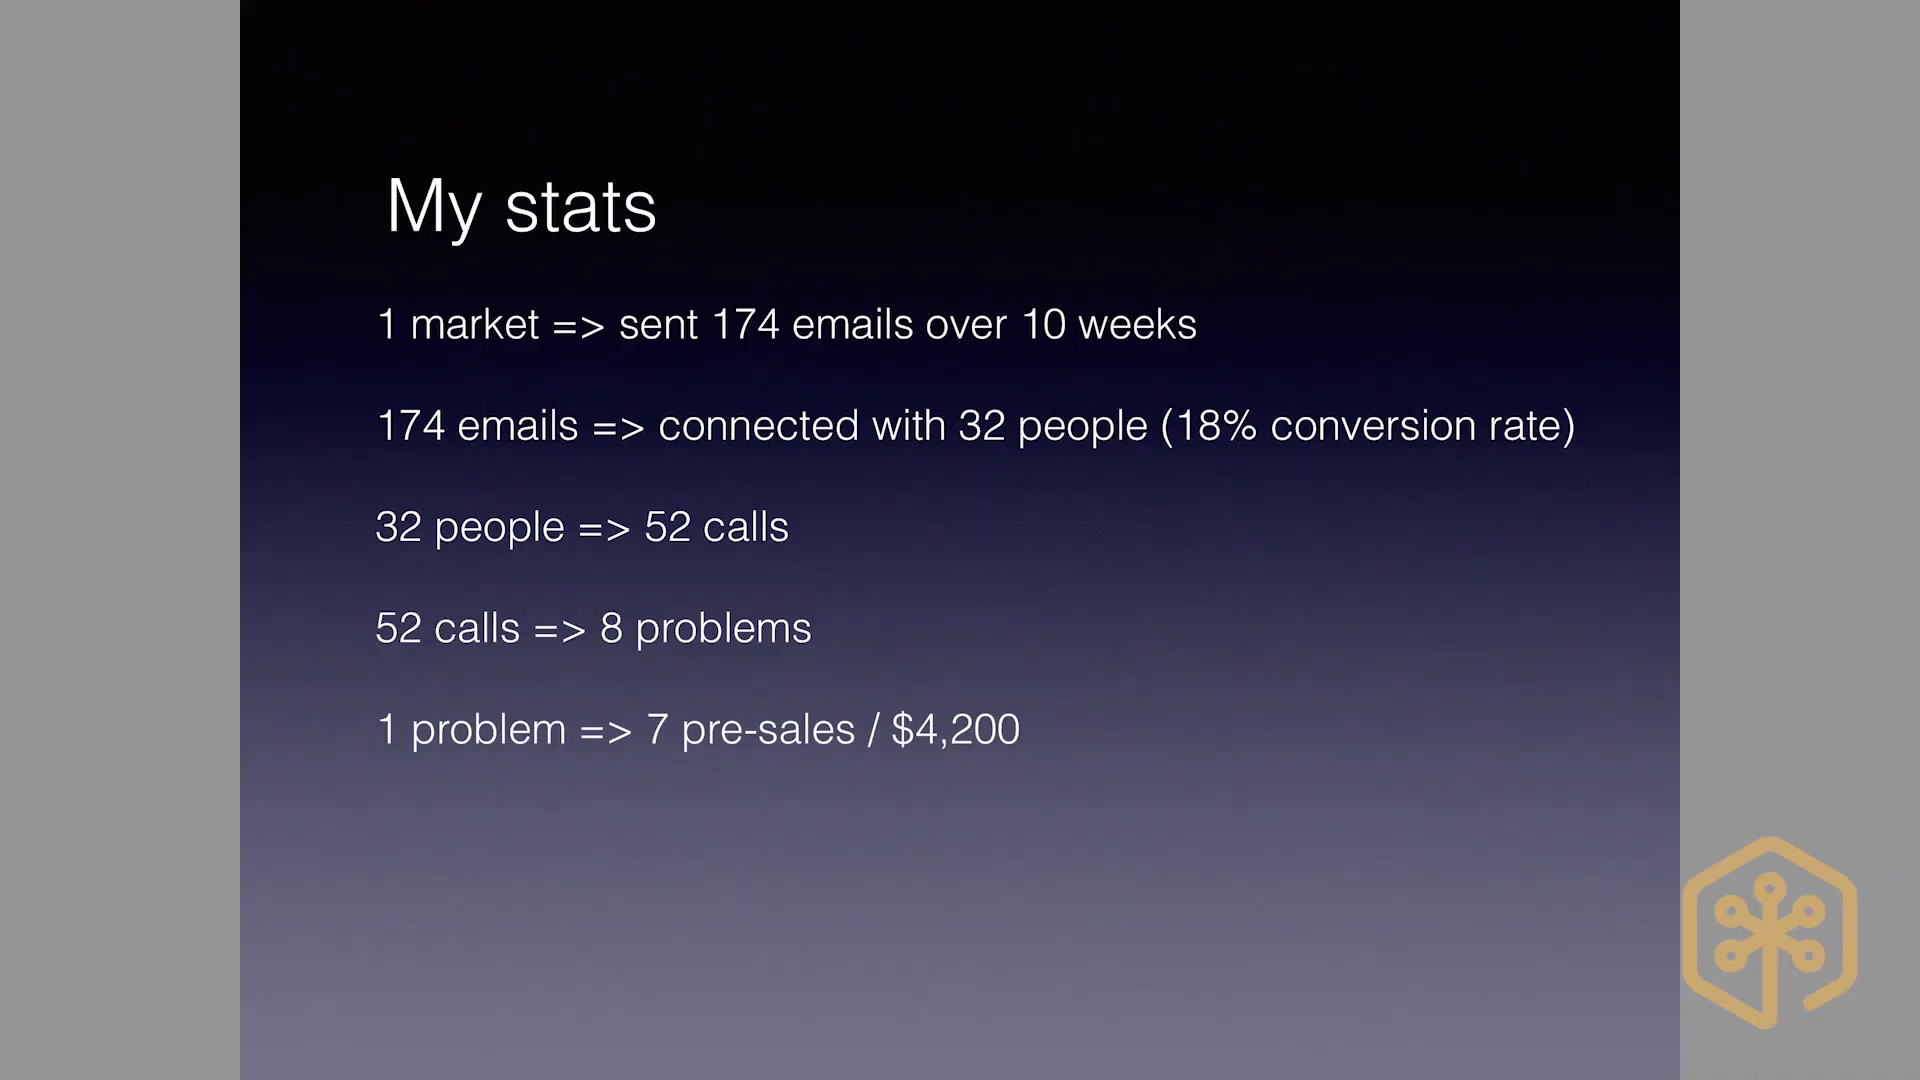 My stats
1 market => sent 174 emails over 10 weeks
174 emails => connected with 32 people (18% conversion rate)
32 people => 52 calls
52 calls => 8 problems
1 problem => 7 pre-sales / $4,200